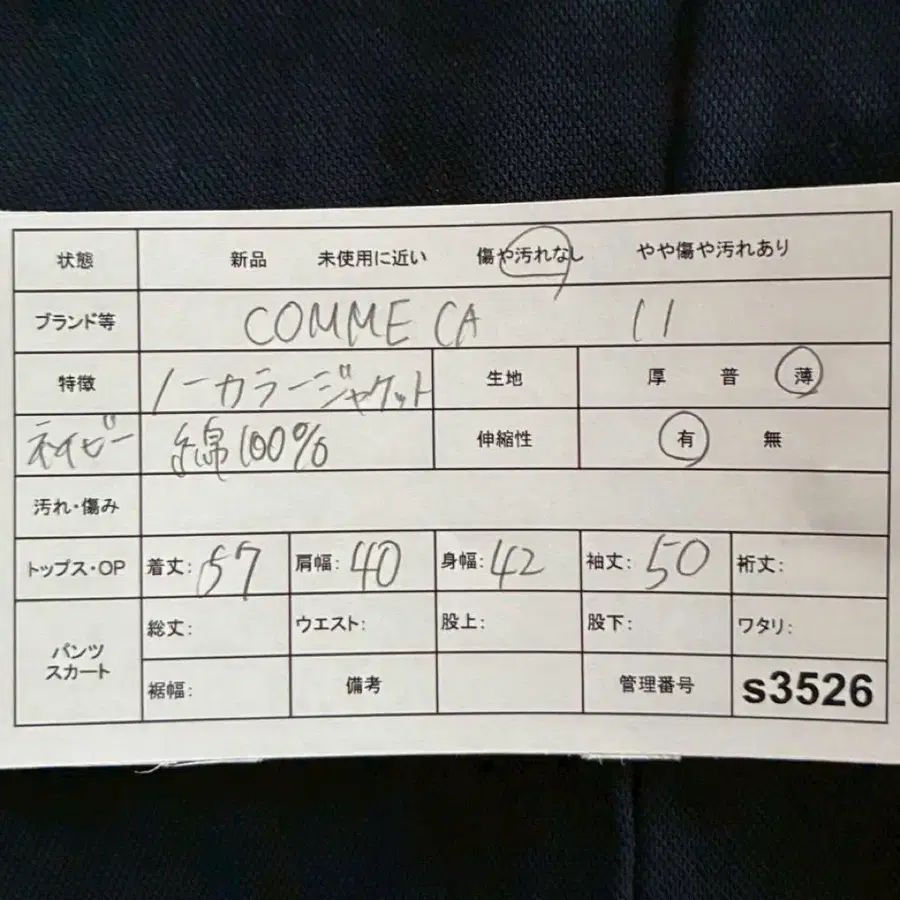 状態 新品 未使用に近い 傷や汚れなし やや傷や汚れあり
ブランド等 COMME CA 11
特徴 ノーカラージャケット 生地 厚 普 薄
ネイビー 綿100% 伸縮性 有 無
汚れ・傷み
トップス・OP 着丈: 57 肩幅: 40 身幅: 42 袖丈: 50 裄丈:
パンツ スカート 総丈: ウエスト: 股上: 股下: ワタリ:
裾幅: 備考 管理番号 s3526